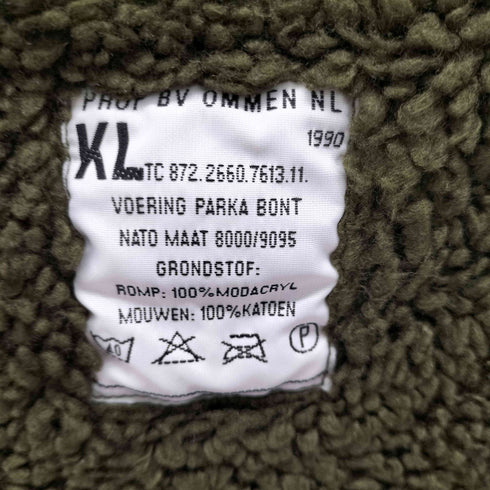 PROF BV OMMEN NL
1990
XL TC 872.2660.7613.11.
VOERING PARKA BONT
NATO MAAT 8000/9095
GRONDSTOF:
ROMP: 100%MODACRYL
MOUWEN: 100%KATOEN
40 P